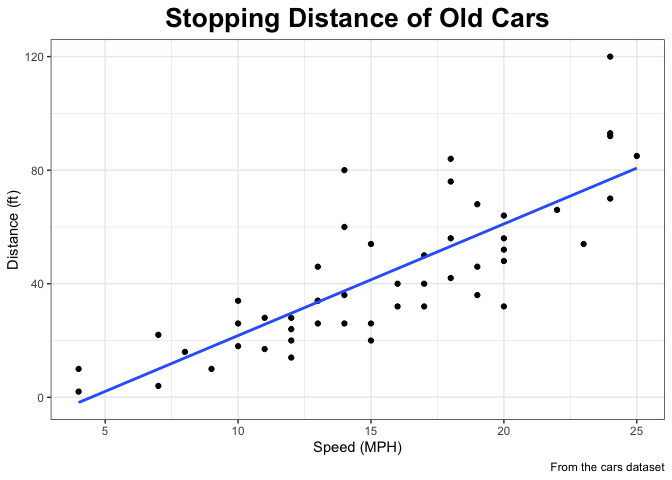 Stopping Distance of Old Cars
Distance (ft)
120
80
40
0
5 10 15 20 25
Speed (MPH)
From the cars dataset